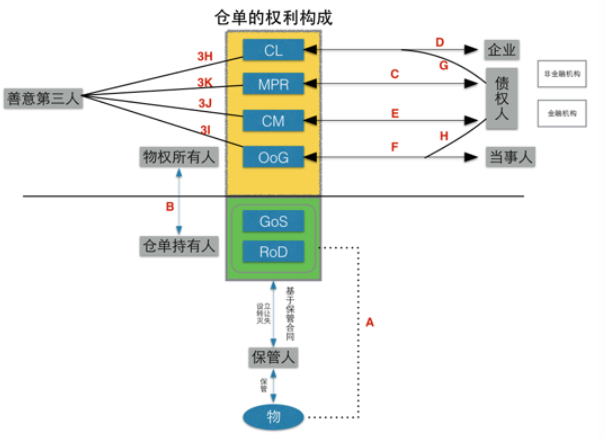 仓单的权利构成
3H
CL
D
企业
G
3K
MPR
C
债权人
非金融机构
善意第三人
3J
CM
E
金融机构
3I
H
物权所有人
OoG
F
当事人
B
GoS
仓单持有人
RoD
A
设立
转让
灭失
基于保管合同
保管人
保管
物